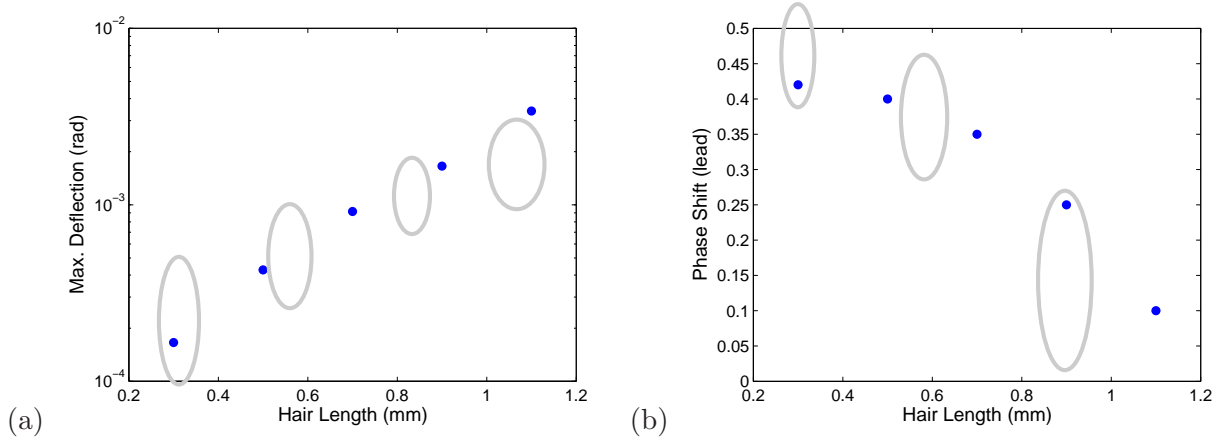 10⁻²
10⁻³
10⁻⁴
Max. Deflection (rad)
0.2 0.4 0.6 0.8 1 1.2
Hair Length (mm)
(a)
0.5
0.45
0.4
0.35
0.3
0.25
0.2
0.15
0.1
0.05
0
Phase Shift (lead)
0.2 0.4 0.6 0.8 1 1.2
Hair Length (mm)
(b)